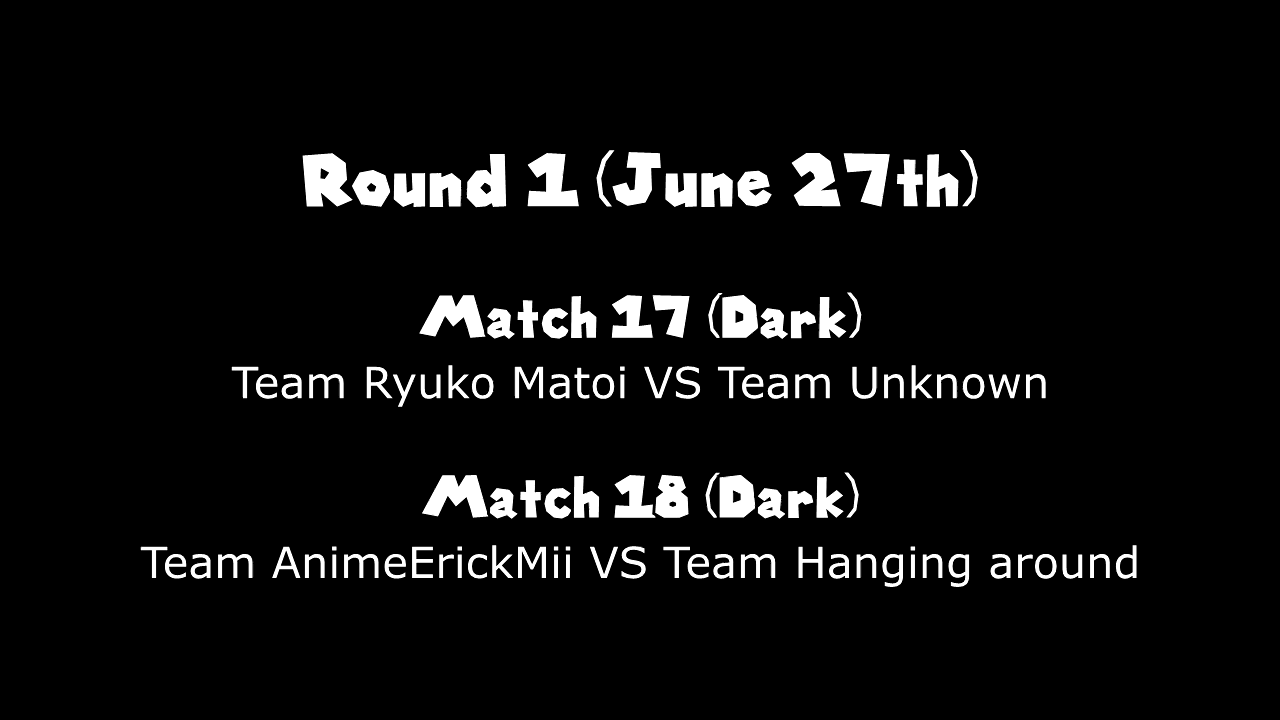 Round 1 (June 27th)
Match 17 (Dark)
Team Ryuko Matoi VS Team Unknown
Match 18 (Dark)
Team AnimeErickMii VS Team Hanging around